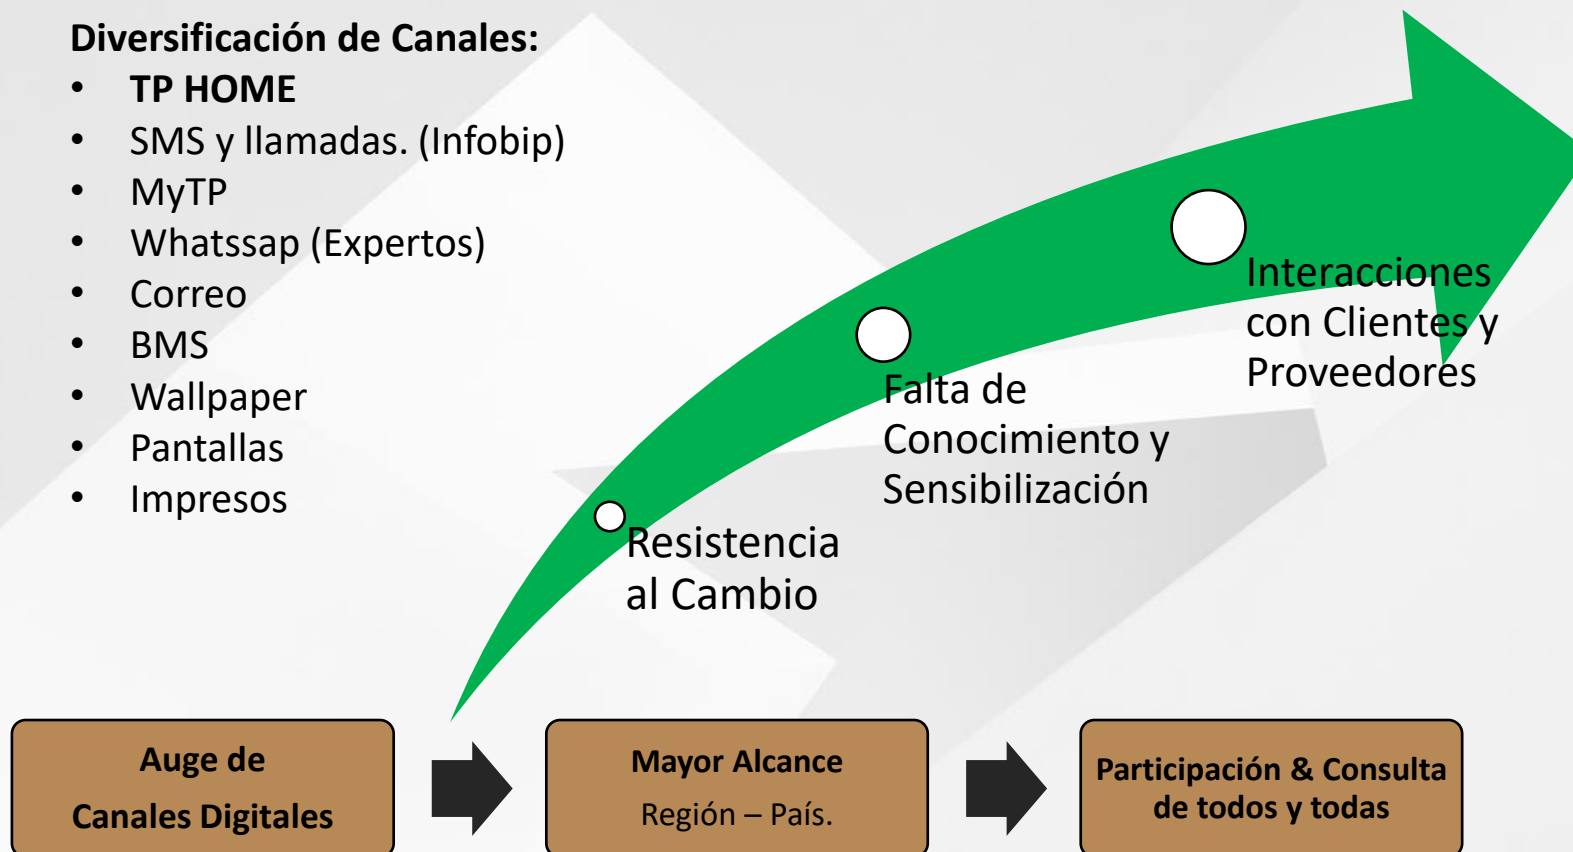 Diversificación de Canales:
• TP HOME
• SMS y llamadas. (Infobip)
• MyTP
• Whatssap (Expertos)
• Correo
• BMS
• Wallpaper
• Pantallas
• Impresos
Resistencia
al Cambio
Falta de
Conocimiento y
Sensibilización
Interacciones
con Clientes y
Proveedores
Auge de
Canales Digitales
Mayor Alcance
Región – País.
Participación & Consulta
de todos y todas